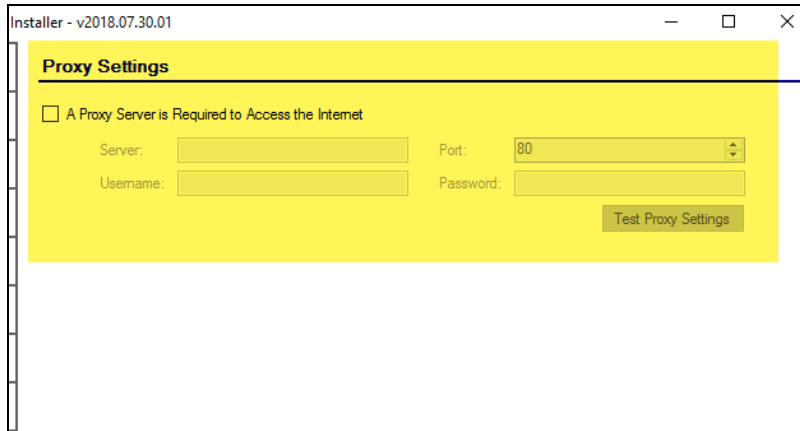 Installer - v2018.07.30.01
Proxy Settings
A Proxy Server is Required to Access the Internet
Server: Port: 80
Username: Password:
Test Proxy Settings